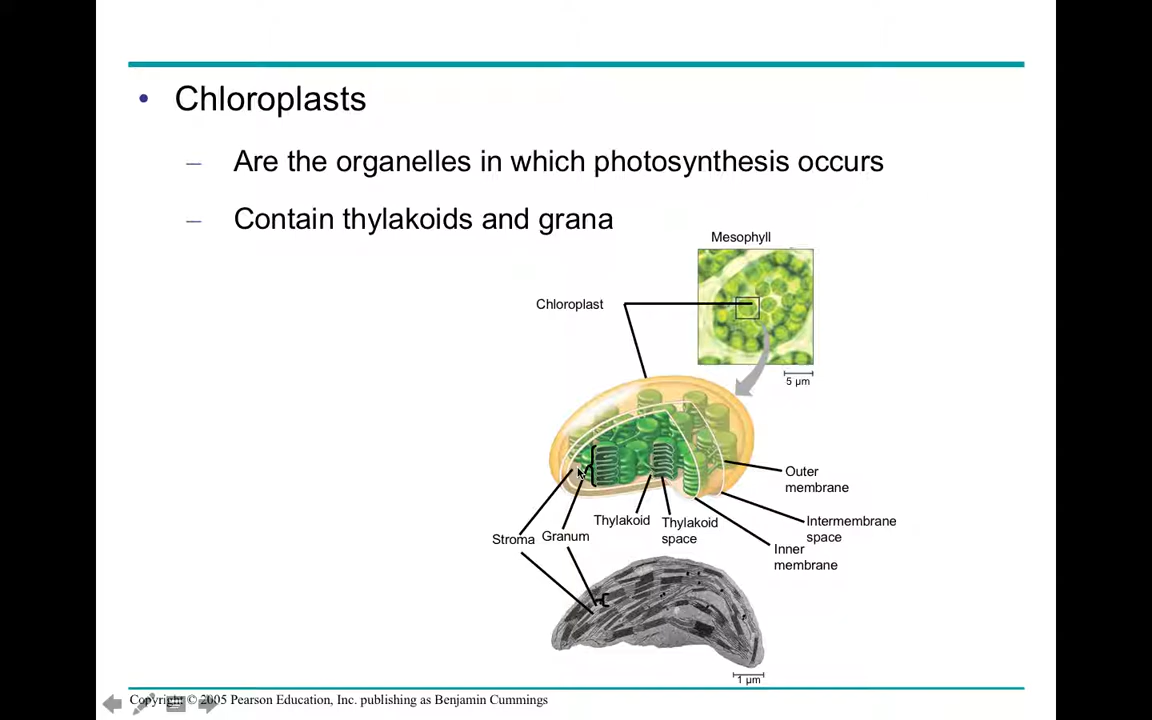 • Chloroplasts
– Are the organelles in which photosynthesis occurs
– Contain thylakoids and grana
Mesophyll
Chloroplast
5 µm
Outer
membrane
Thylakoid
Thylakoid
space
Intermembrane
space
Stroma
Granum
Inner
membrane
1 µm
Copyright © 2005 Pearson Education, Inc. publishing as Benjamin Cummings